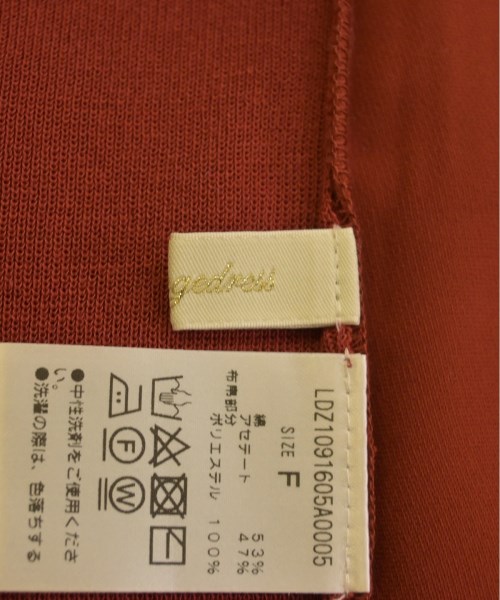 gedress
LDZ1091605A0005
SIZE F
綿 53%
アセテート 47%
布帛部分
ポリエステル 100%
F W
●中性洗剤をご使用くださ
い。
●洗濯の際は、色落ちする